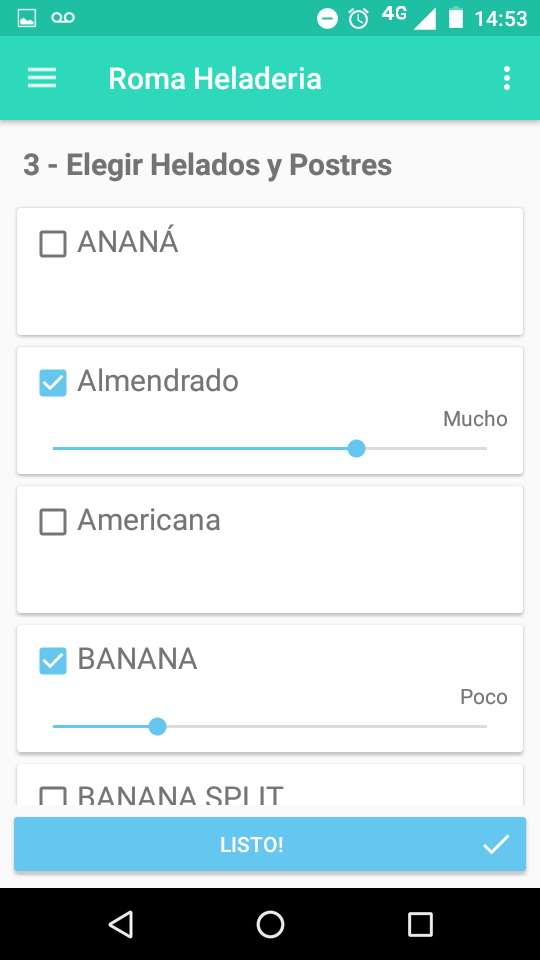 4G 14:53
Roma Heladeria
3 - Elegir Helados y Postres
ANANÁ
Almendrado
Mucho
Americana
BANANA
Poco
BANANA SPLIT
LISTO!